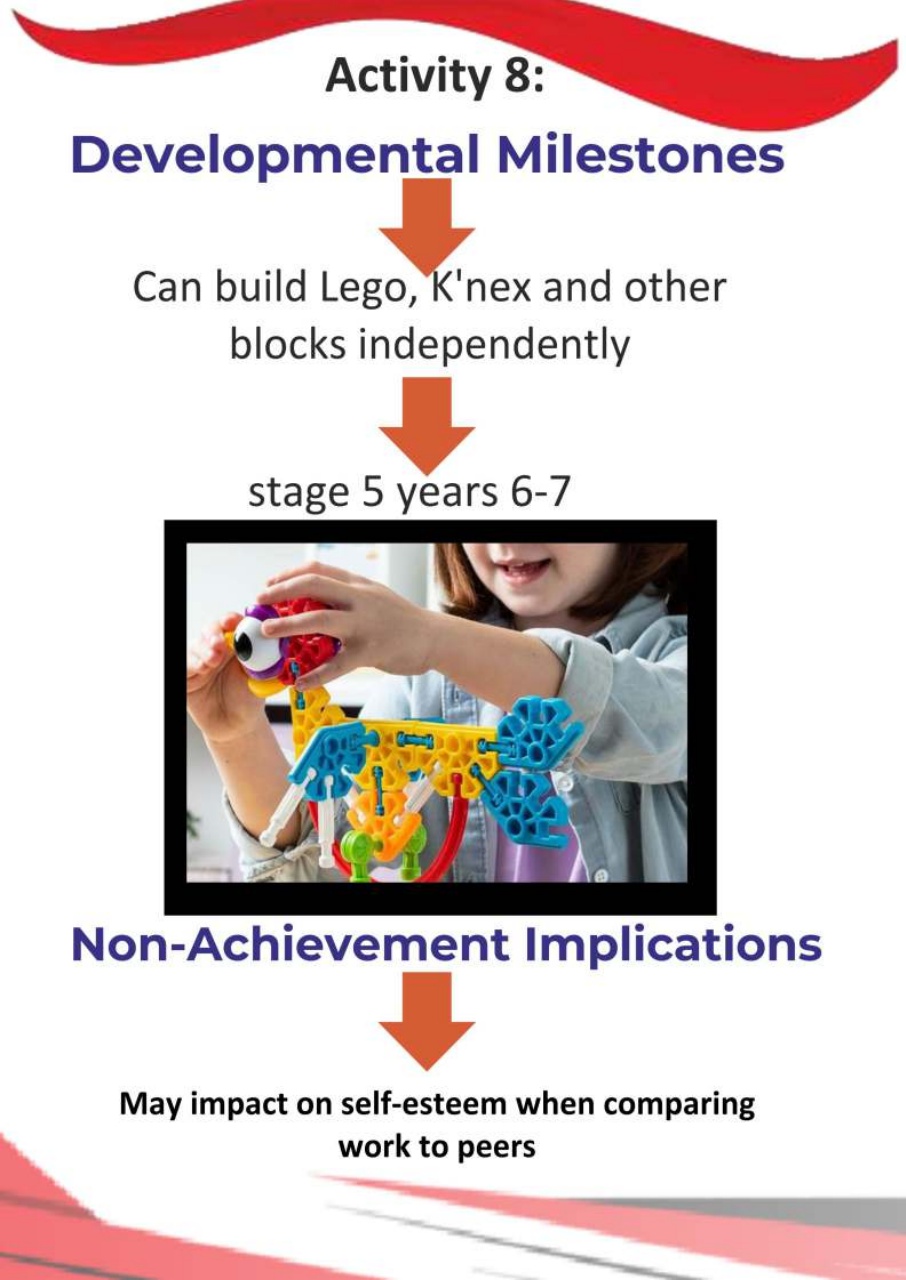 Activity 8:
Developmental Milestones
Can build Lego, K'nex and other
blocks independently
stage 5 years 6-7
Non-Achievement Implications
May impact on self-esteem when comparing
work to peers